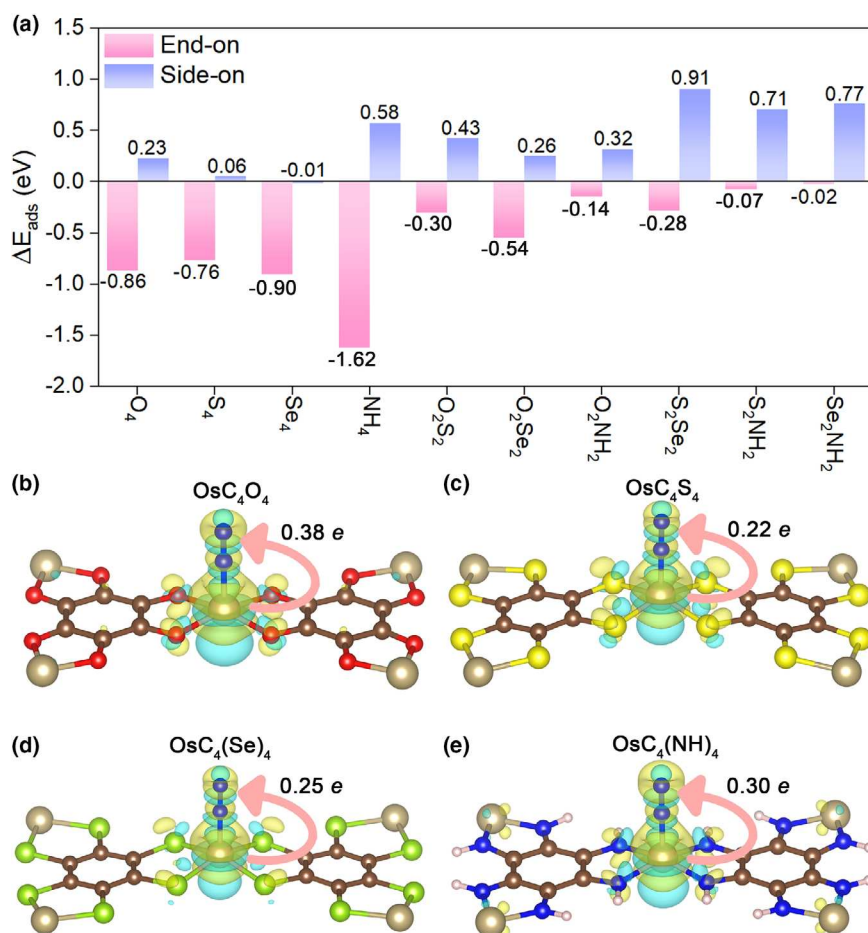 (a)
1.5
1.0
0.5
0.0
-0.5
-1.0
-1.5
-2.0
ΔE_ads (eV)
End-on
Side-on
0.23
0.06
-0.01
0.58
0.43
0.26
0.32
0.91
0.71
0.77
-0.86
-0.76
-0.90
-1.62
-0.30
-0.54
-0.14
-0.28
-0.07
-0.02
O₄
S₄
Se₄
NH₄
O₂S₂
O₂Se₂
O₂NH₂
S₂Se₂
S₂NH₂
Se₂NH₂
(b)
OsC₄O₄
0.38 e
(c)
OsC₄S₄
0.22 e
(d)
OsC₄(Se)₄
0.25 e
(e)
OsC₄(NH)₄
0.30 e